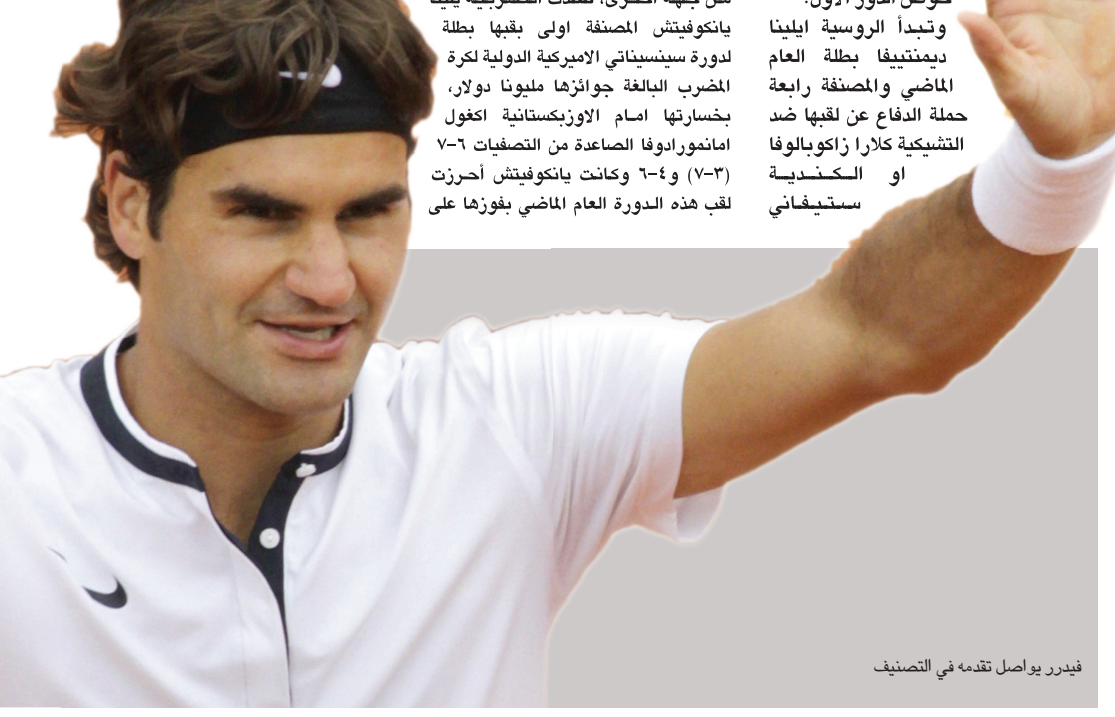 خوض الدور الاول.
وتبدأ الروسية ايلينا
ديمنتييفا بطلة العام
الماضي والمصنفة رابعة
حملة الدفاع عن لقبها ضد
التشيكية كلارا زاكوبالوفا
او الكندية
ستيفاني
يانكوفيتش المصنفة اولى بقبها بطلة
لدورة سينسيناتي الاميركية الدولية لكرة
المضرب البالغة جوائزها مليونا دولار،
بخسارتها امام الاوزبكستانية اكغول
امانمورادوفا الصاعدة من التصفيات ٦-٧
(٣-٧) و٤-٦ وكانت يانكوفيتش أحرزت
لقب هذه الدورة العام الماضي بفوزها على
فيدرر يواصل تقدمه في التصنيف